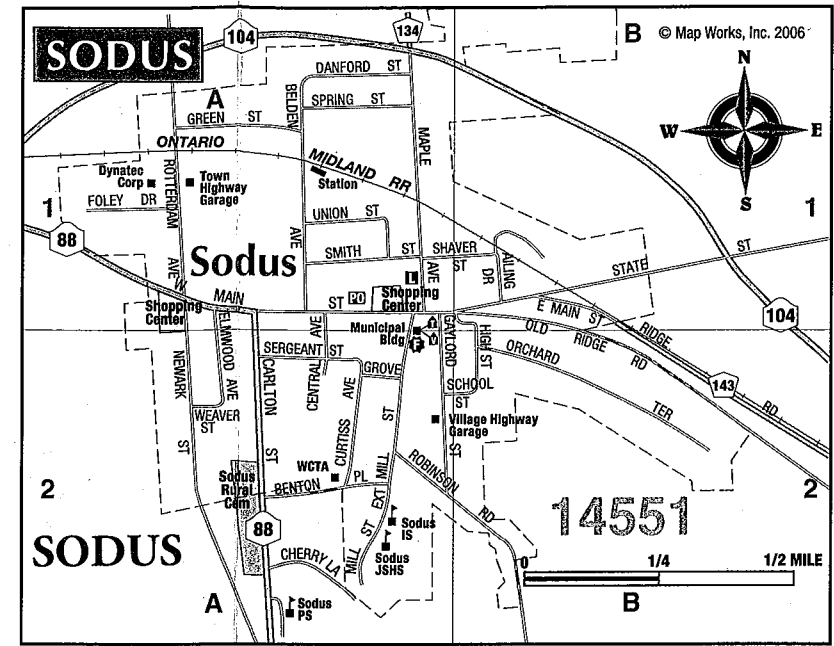 SODUS
104
134
B © Map Works, Inc. 2006
N
W E
S
DANFORD ST
A
BELDEN AVE
SPRING ST
GREEN ST
ONTARIO MIDLAND RR
MAPLE AVE
Dynatec Corp
ROTTERDAM AVE
Town Highway Garage
Station
FOLEY DR
1
1
UNION ST
88
SMITH ST
SHAVER ST
AILING DR
STATE ST
Sodus
L
W MAIN ST
PO
Shopping Center
Shopping Center
E MAIN ST
104
Municipal Bldg
F
OLD RIDGE RD
RIDGE RD
ELMWOOD AVE
SERGEANT ST
CENTRAL AVE
GAYLORD ST
HIGH ST
ORCHARD TER
NEWARK ST
CARLTON ST
GROVE
CURTISS AVE
MILL ST
SCHOOL ST
143
WEAVER ST
Village Highway Garage
WCTA
ROBINSON RD
Sodus Rural Cem
BENTON PL
2
2
14551
88
MILL ST EXT
Sodus IS
SODUS
Sodus JSHS
CHERRY LA
0 1/4 1/2 MILE
A
Sodus PS
B